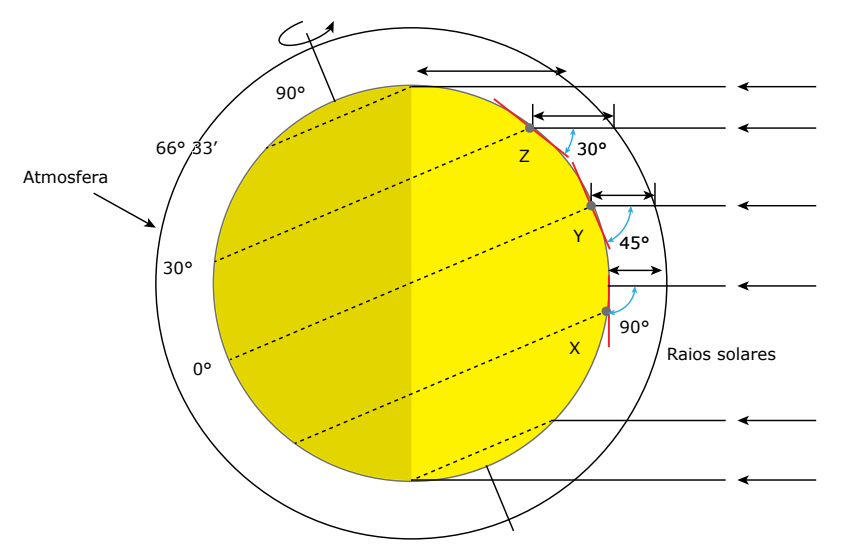 90°
66° 33’
Atmosfera
Z
30°
Y
45°
30°
X
90°
0°
Raios solares